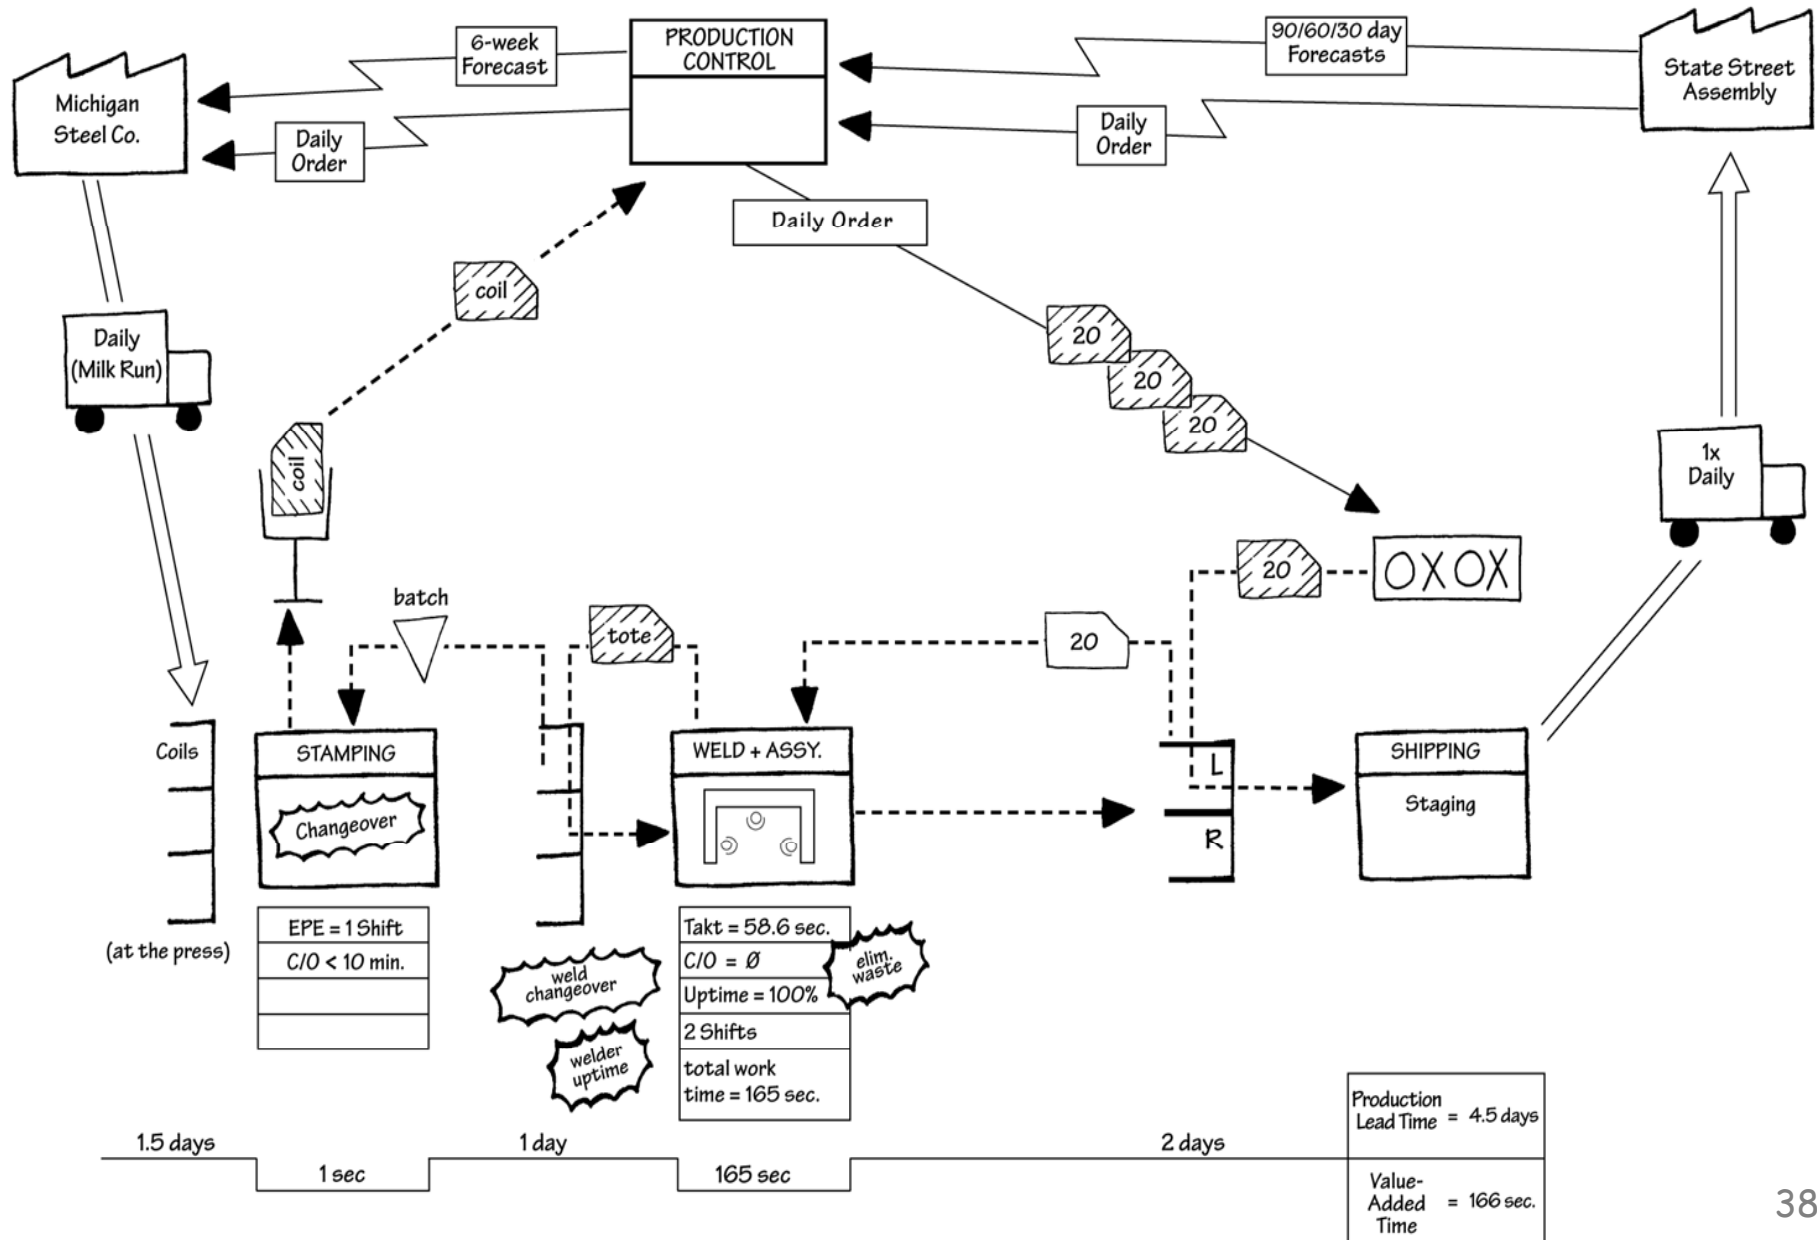 Michigan
Steel Co.
6-week
Forecast
Daily
Order
PRODUCTION
CONTROL
90/60/30 day
Forecasts
Daily
Order
State Street
Assembly
Daily Order
Daily
(Milk Run)
coil
coil
20
20
20
1x
Daily
OXOX
20
batch
tote
20
Coils
(at the press)
STAMPING
Changeover
EPE = 1 Shift
C/O < 10 min.
WELD + ASSY.
Takt = 58.6 sec.
C/O = Ø
Uptime = 100%
2 Shifts
total work
time = 165 sec.
weld
changeover
welder
uptime
elim.
waste
L
R
SHIPPING
Staging
1.5 days
1 sec
1 day
165 sec
2 days
Production
Lead Time = 4.5 days
Value-
Added = 166 sec.
Time
38